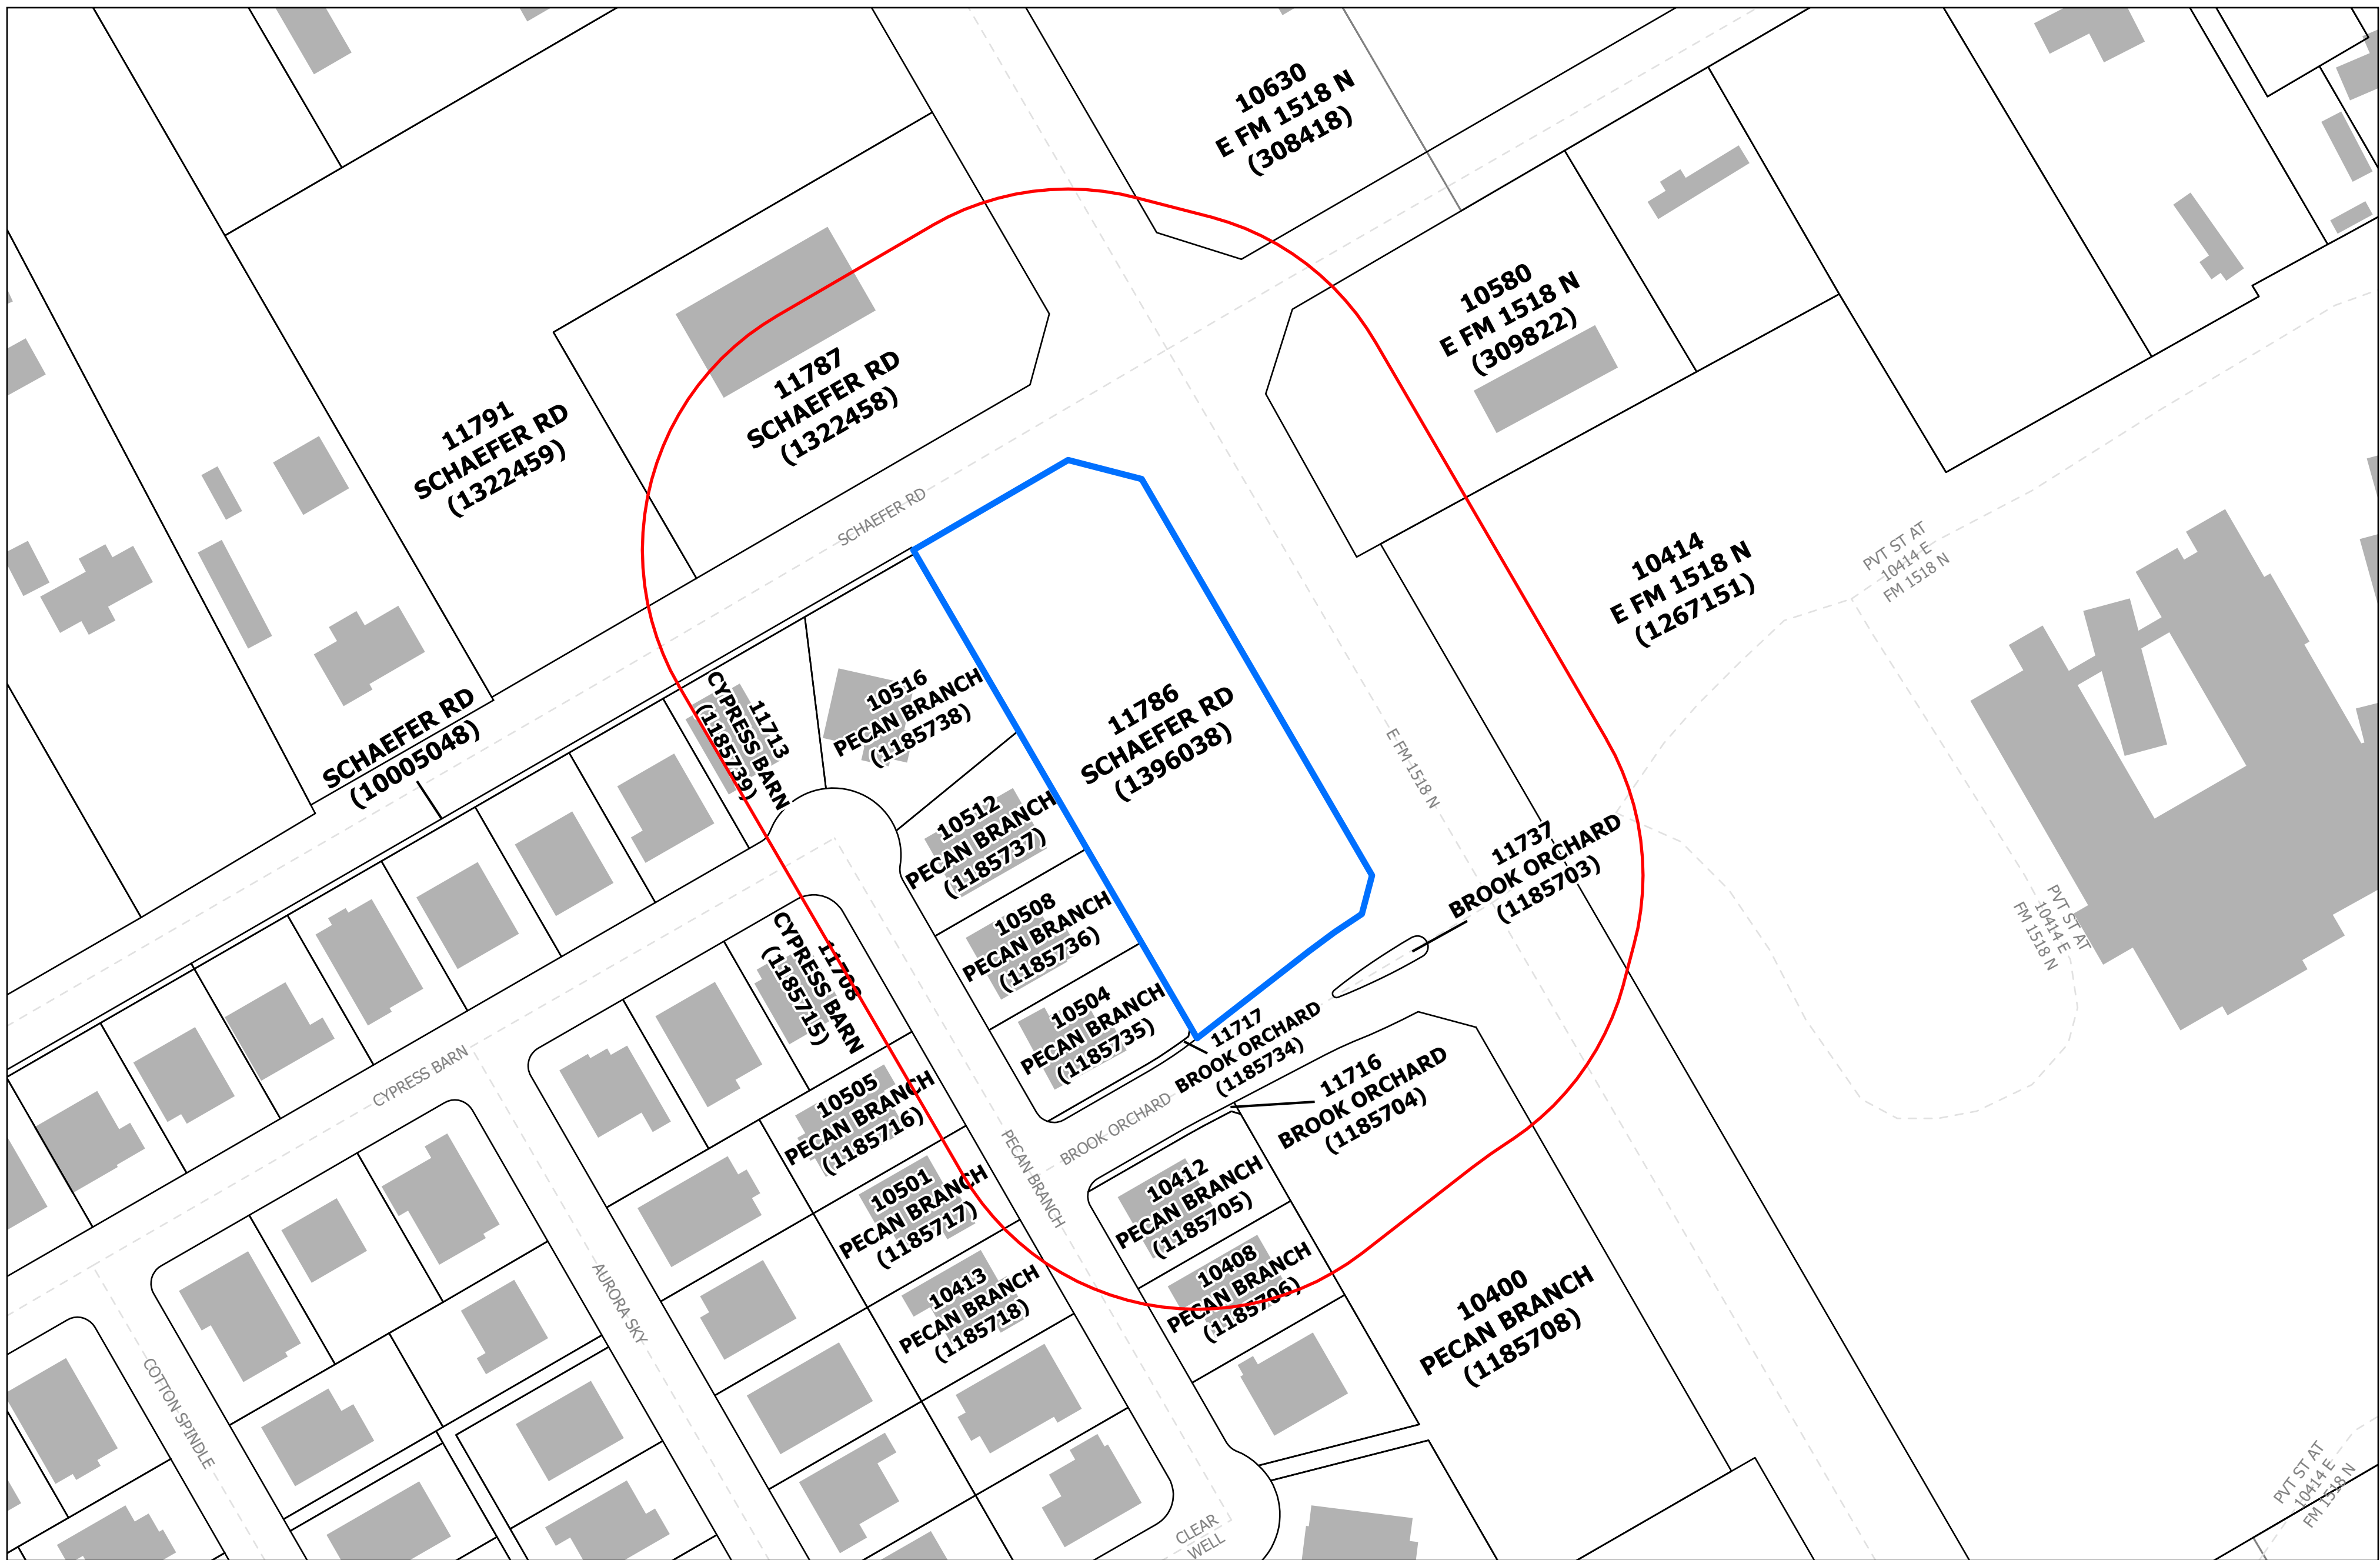 10630
E FM 1518 N
(308418)
10580
E FM 1518 N
(309822)
11787
SCHAEFER RD
(1322458)
11791
SCHAEFER RD
(1322459)
SCHAEFER RD
10414
E FM 1518 N
(1267151)
PVT ST AT
10414 E
FM 1518 N
SCHAEFER RD
(10005048)
11713
CYPRESS BARN
(1185739)
10516
PECAN BRANCH
(1185738)
11786
SCHAEFER RD
(1396038)
E FM 1518 N
10512
PECAN BRANCH
(1185737)
11737
BROOK ORCHARD
(1185703)
10508
PECAN BRANCH
(1185736)
11708
CYPRESS BARN
(1185715)
PVT ST AT
10414 E
FM 1518 N
10504
PECAN BRANCH
(1185735)
11717
BROOK ORCHARD
(1185734)
11716
BROOK ORCHARD
(1185704)
CYPRESS BARN
10505
PECAN BRANCH
(1185716)
BROOK ORCHARD
PECAN BRANCH
10412
PECAN BRANCH
(1185705)
10501
PECAN BRANCH
(1185717)
10408
PECAN BRANCH
(1185706)
10413
PECAN BRANCH
(1185718)
10400
PECAN BRANCH
(1185708)
AURORA SKY
COTTON SPINDLE
CLEAR
WELL
PVT ST AT
10414 E
FM 1518 N